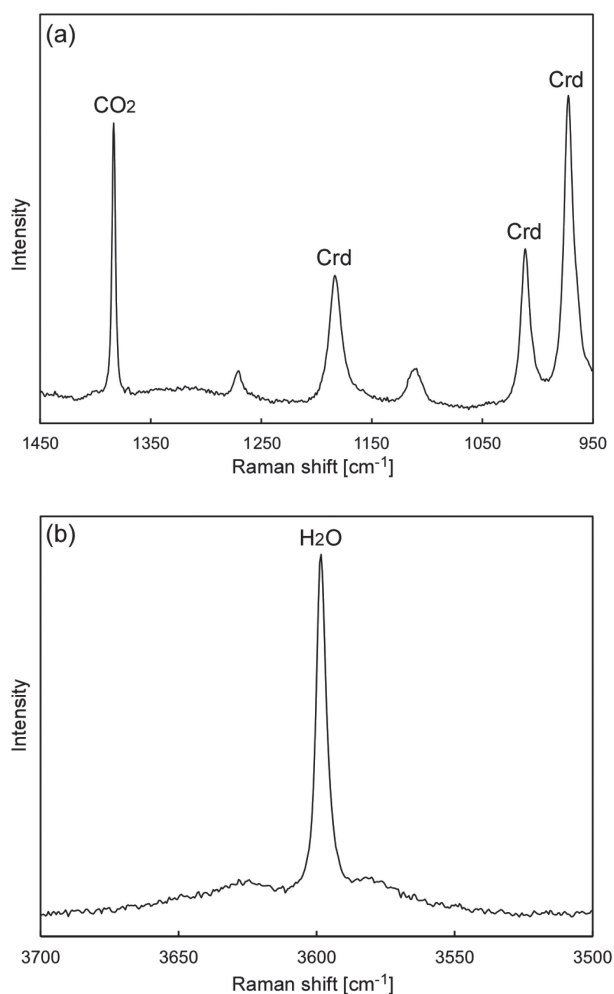 (a)
CO2
Crd
Crd
Crd
Intensity
1450 1350 1250 1150 1050 950
Raman shift [cm-1]
(b)
H2O
Intensity
3700 3650 3600 3550 3500
Raman shift [cm-1]